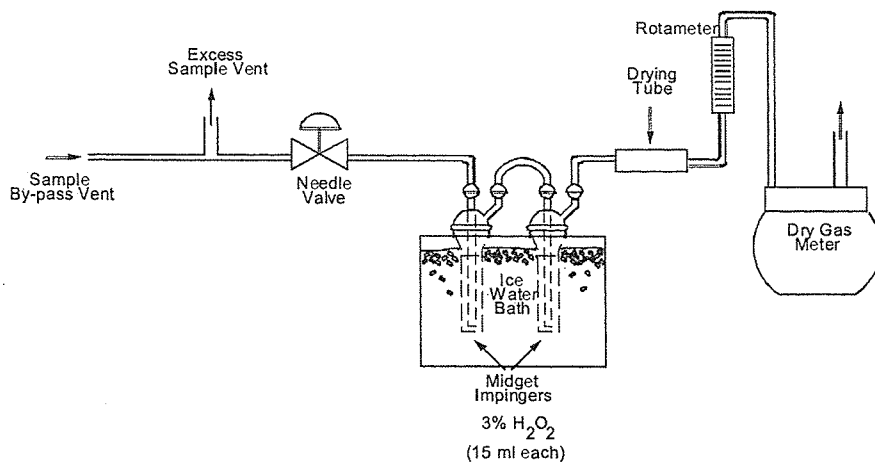 Rotameter
Excess
Sample Vent
Drying
Tube
Sample
By-pass Vent
Needle
Valve
Dry Gas
Meter
Ice
Water
Bath
Midget
Impingers
3% H₂O₂
(15 ml each)